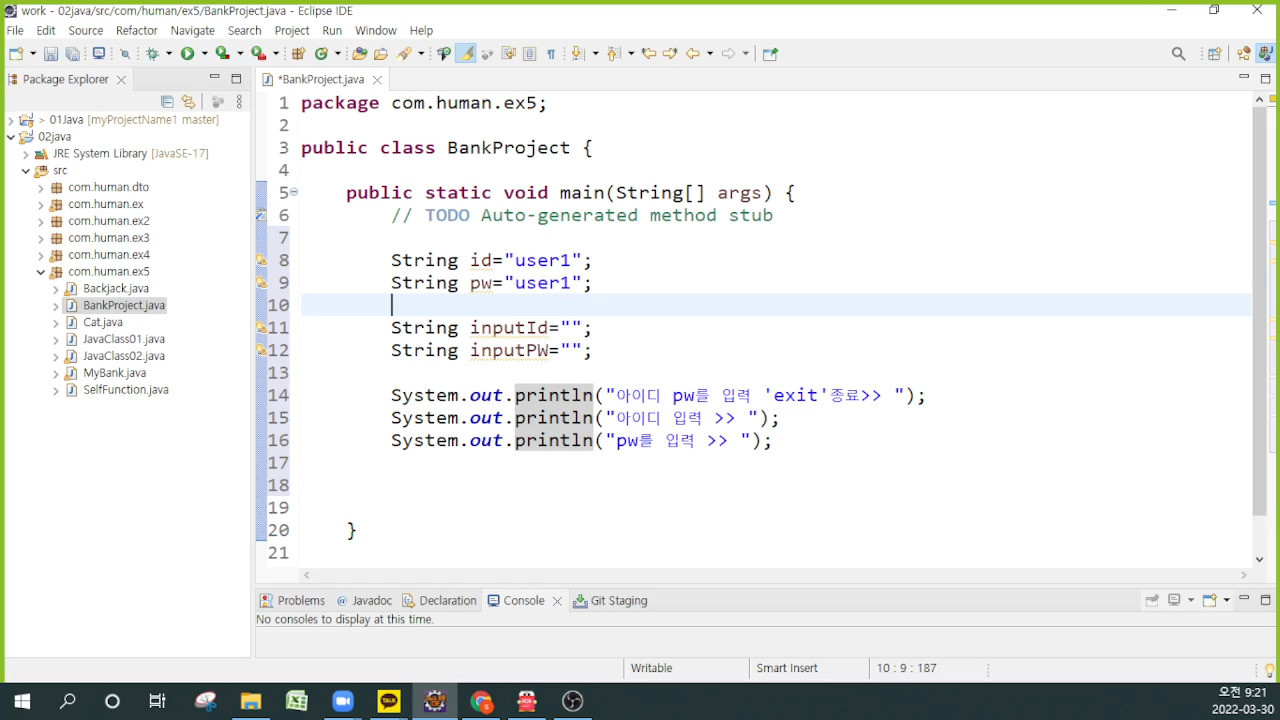 work - 02java/src/com/human/ex5/BankProject.java - Eclipse IDE
File Edit Source Refactor Navigate Search Project Run Window Help
Package Explorer
*BankProject.java
> 01Java [myProjectName1 master]
02java
JRE System Library [JavaSE-17]
src
com.human.dto
com.human.ex
com.human.ex2
com.human.ex3
com.human.ex4
com.human.ex5
Backjack.java
BankProject.java
Cat.java
JavaClass01.java
JavaClass02.java
MyBank.java
SelfFunction.java
1 package com.human.ex5;
2
3 public class BankProject {
4
5 public static void main(String[] args) {
6 // TODO Auto-generated method stub
7
8 String id="user1";
9 String pw="user1";
10
11 String inputId="";
12 String inputPW="";
13
14 System.out.println("아이디 pw를 입력 'exit'종료>> ");
15 System.out.println("아이디 입력 >> ");
16 System.out.println("pw를 입력 >> ");
17
18
19
20 }
21
Problems @ Javadoc Declaration Console Git Staging
No consoles to display at this time.
Writable Smart Insert 10 : 9 : 187
TALK
PDF
오전 9:21
2022-03-30